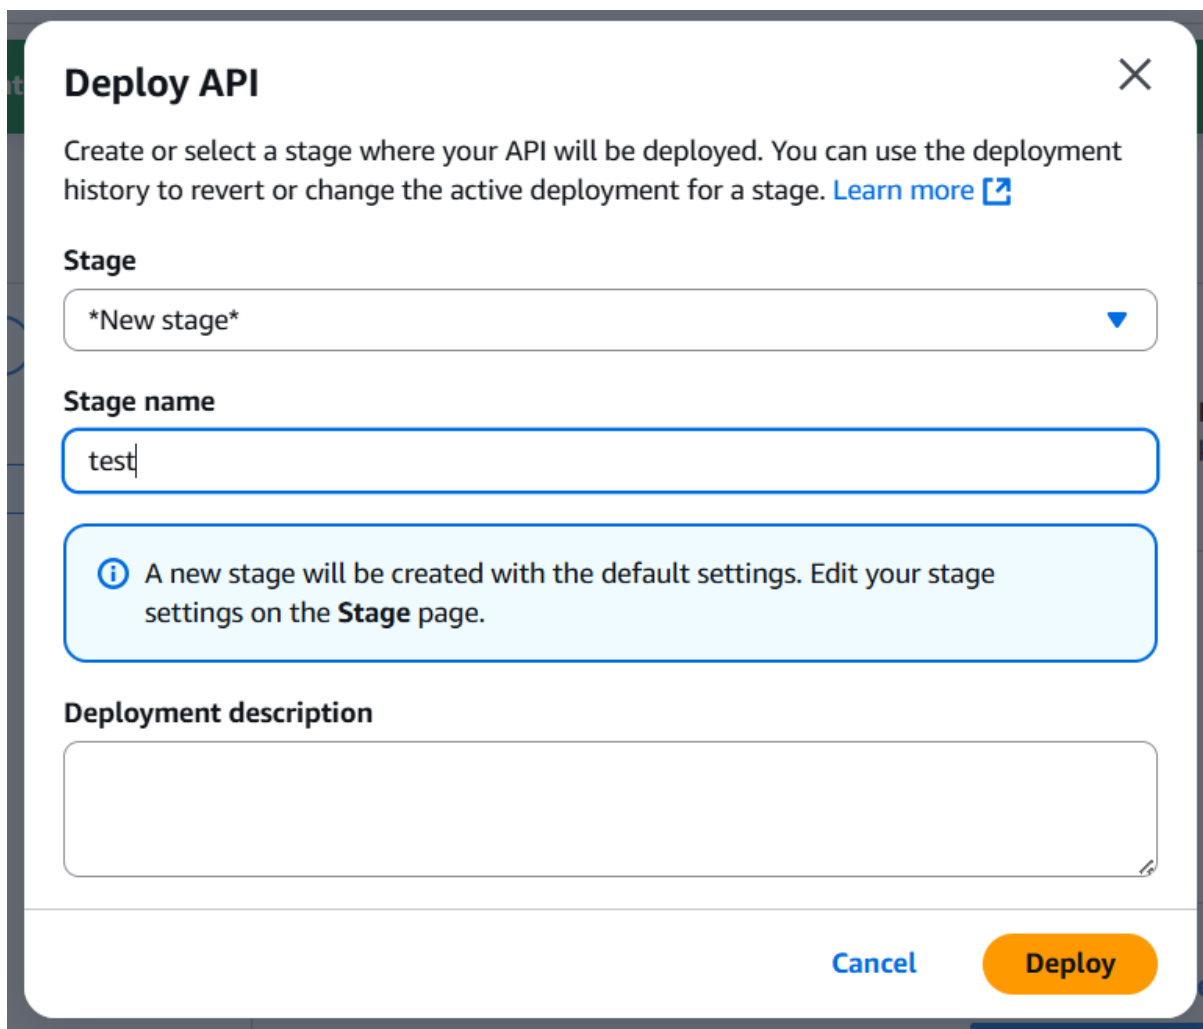 Deploy API
Create or select a stage where your API will be deployed. You can use the deployment
history to revert or change the active deployment for a stage. Learn more
Stage
*New stage*
Stage name
test
A new stage will be created with the default settings. Edit your stage
settings on the Stage page.
Deployment description
Cancel
Deploy